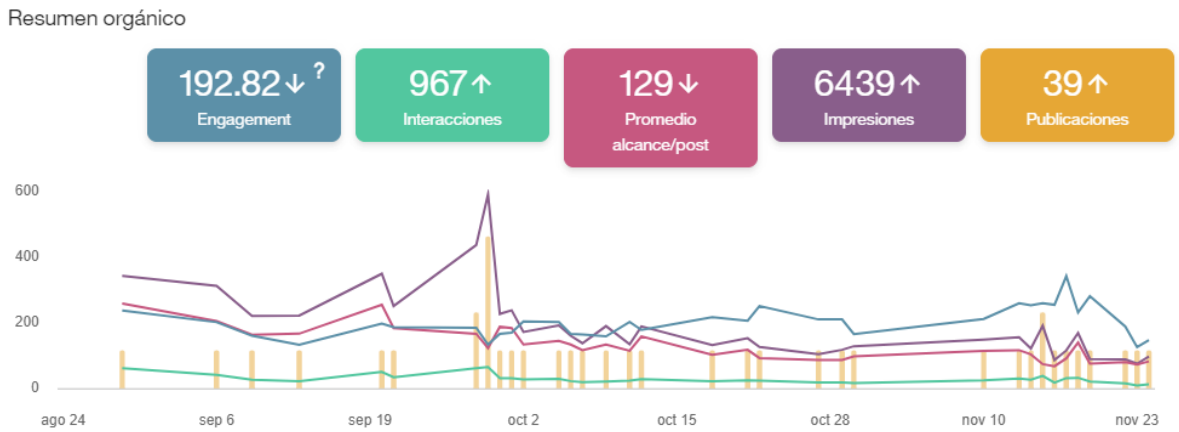 Resumen orgánico
192.82↓ ?
Engagement
967↑
Interacciones
129↓
Promedio
alcance/post
6439↑
Impresiones
39↑
Publicaciones
600
400
200
0
ago 24 sep 6 sep 19 oct 2 oct 15 oct 28 nov 10 nov 23